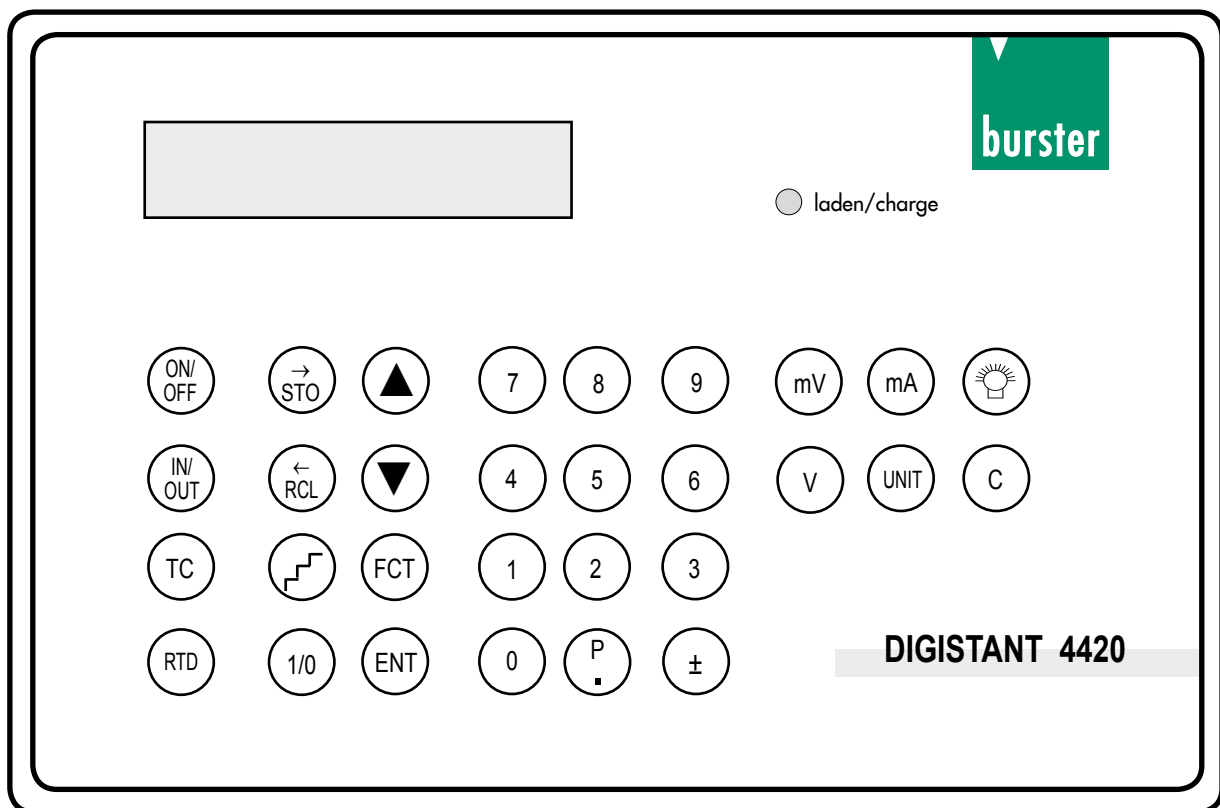 burster
laden/charge
ON/
OFF
→
STO
▲
7
8
9
mV
mA
IN/
OUT
←
RCL
▼
4
5
6
V
UNIT
C
TC
FCT
1
2
3
RTD
1/0
ENT
0
P
.
±
DIGISTANT 4420